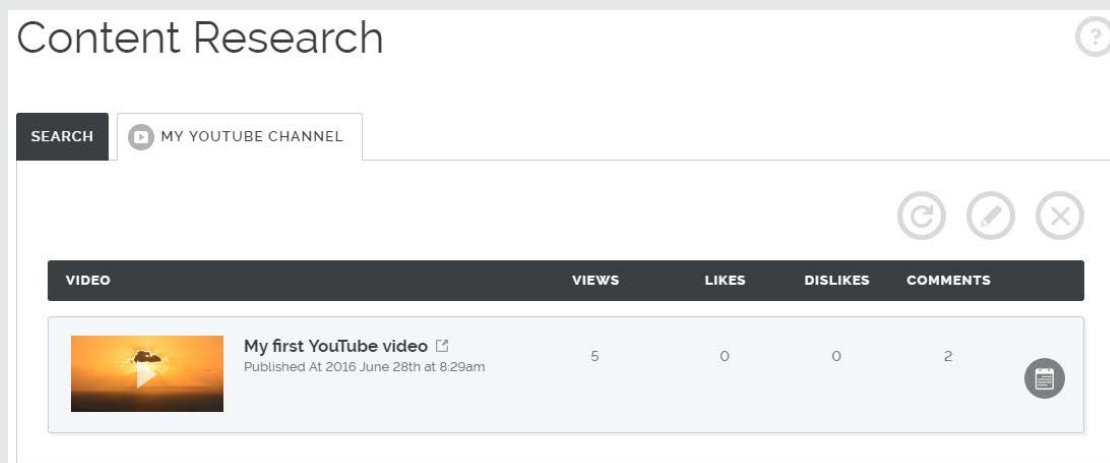 Content Research
?
SEARCH
MY YOUTUBE CHANNEL
VIDEO VIEWS LIKES DISLIKES COMMENTS
My first YouTube video 5 0 0 2
Published At 2016 June 28th at 8:29am